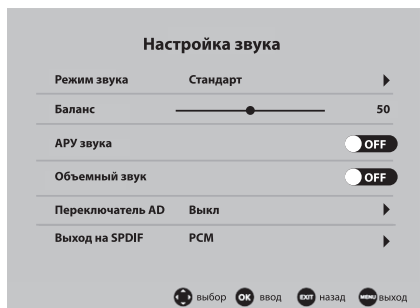 Настройка звука
Режим звука Стандарт
Баланс 50
АРУ звука OFF
Объемный звук OFF
Переключатель AD Выкл
Выход на SPDIF PCM
выбор OK ввод EXIT назад MENU выход